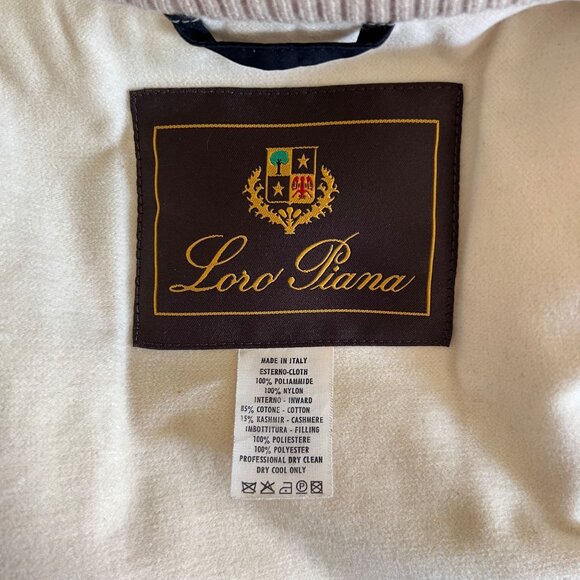 Loro Piana
MADE IN ITALY
ESTERNO-CLOTH
100% POLIAMMIDE
100% NYLON
INTERNO - INWARD
85% COTONE - COTTON
15% KASHMIR - CASHMERE
IMBOTTITURA - FILLING
100% POLIESTERE
100% POLYESTER
PROFESSIONAL DRY CLEAN
DRY CLEAN ONLY
P